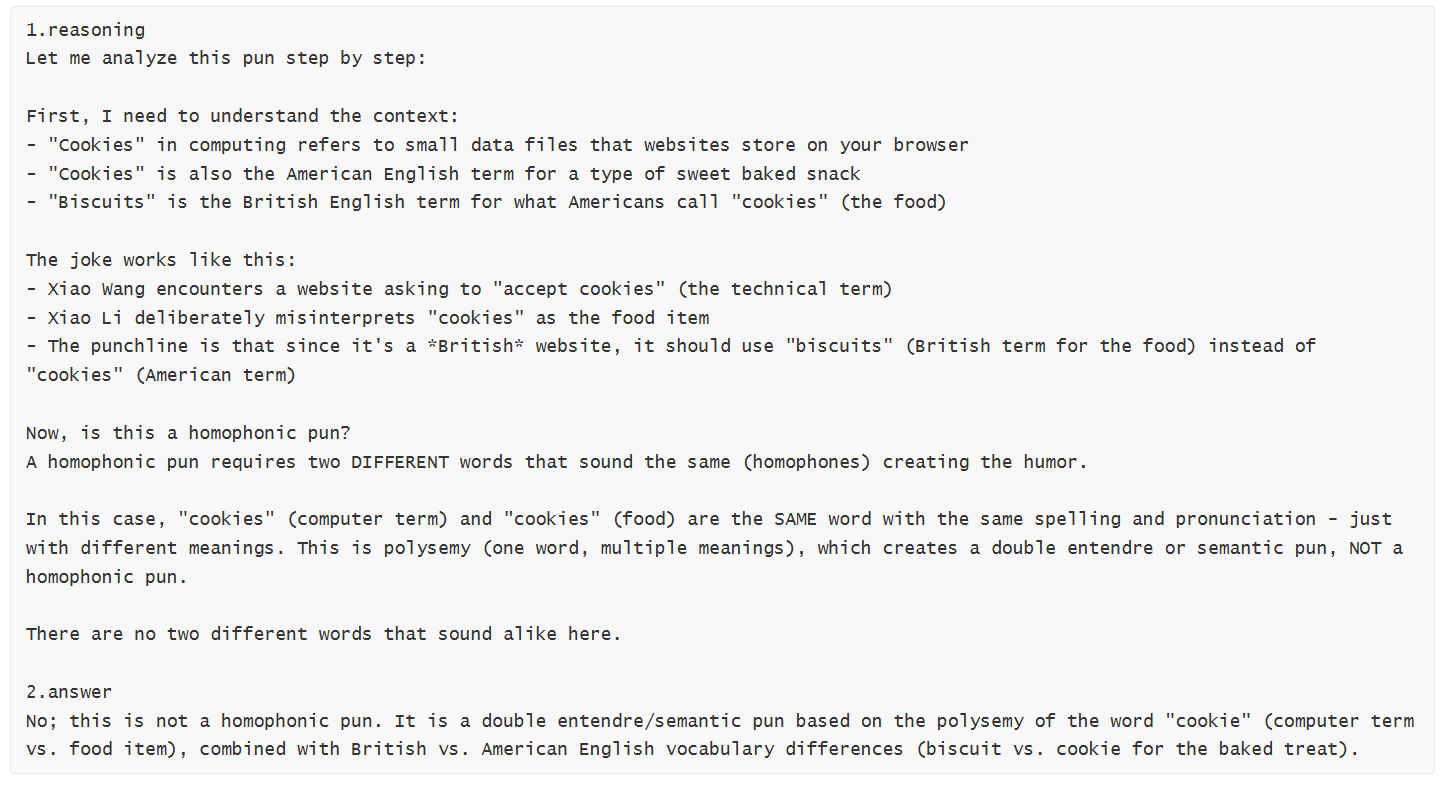 1.reasoning
Let me analyze this pun step by step:
First, I need to understand the context:
- "Cookies" in computing refers to small data files that websites store on your browser
- "Cookies" is also the American English term for a type of sweet baked snack
- "Biscuits" is the British English term for what Americans call "cookies" (the food)
The joke works like this:
- Xiao Wang encounters a website asking to "accept cookies" (the technical term)
- Xiao Li deliberately misinterprets "cookies" as the food item
- The punchline is that since it's a *British* website, it should use "biscuits" (British term for the food) instead of
"cookies" (American term)
Now, is this a homophonic pun?
A homophonic pun requires two DIFFERENT words that sound the same (homophones) creating the humor.
In this case, "cookies" (computer term) and "cookies" (food) are the SAME word with the same spelling and pronunciation - just
with different meanings. This is polysemy (one word, multiple meanings), which creates a double entendre or semantic pun, NOT a
homophonic pun.
There are no two different words that sound alike here.
2.answer
No; this is not a homophonic pun. It is a double entendre/semantic pun based on the polysemy of the word "cookie" (computer term
vs. food item), combined with British vs. American English vocabulary differences (biscuit vs. cookie for the baked treat).